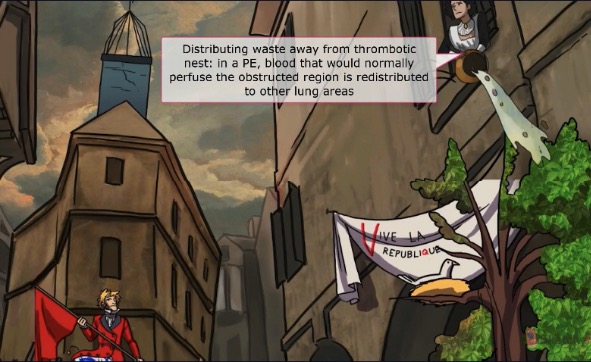 Distributing waste away from thrombotic
nest: in a PE, blood that would normally
perfuse the obstructed region is redistributed
to other lung areas
VIVE LA
REPUBLIQUE